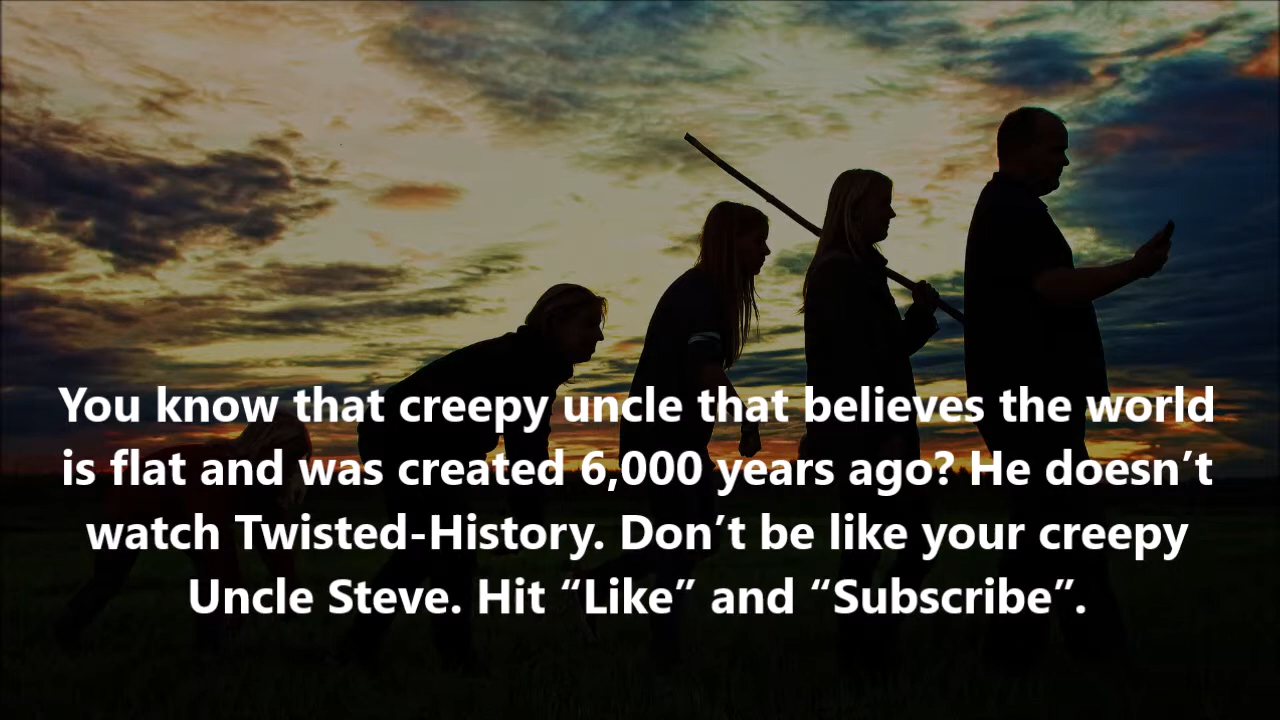 You know that creepy uncle that believes the world
is flat and was created 6,000 years ago? He doesn’t
watch Twisted-History. Don’t be like your creepy
Uncle Steve. Hit “Like” and “Subscribe”.